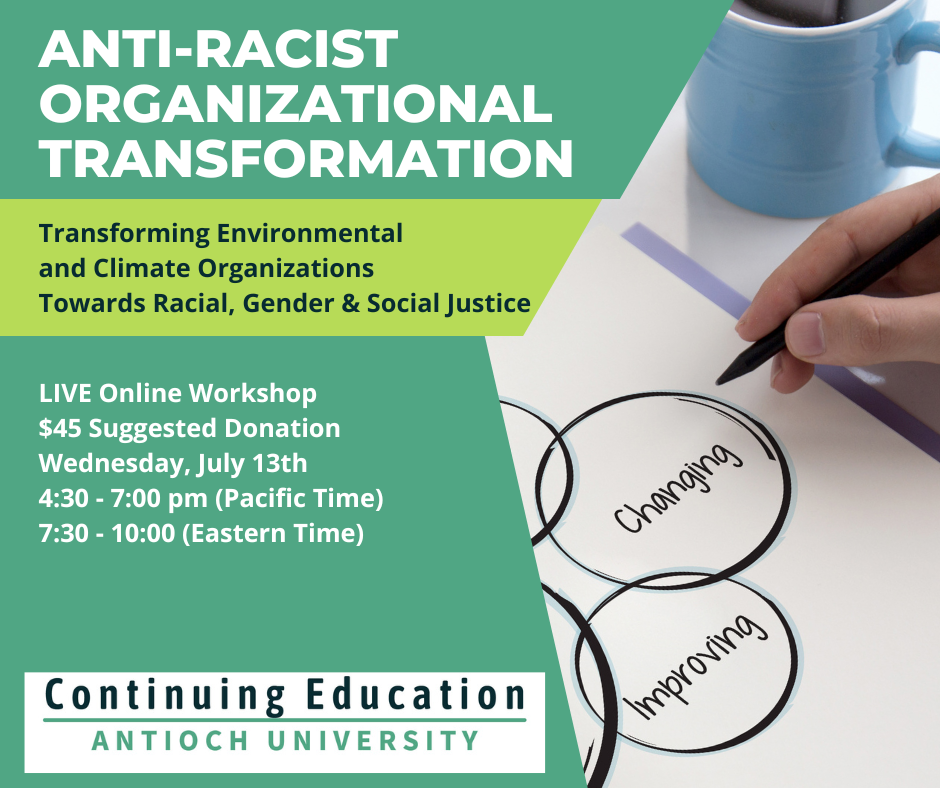 ANTI-RACIST
ORGANIZATIONAL
TRANSFORMATION
Transforming Environmental
and Climate Organizations
Towards Racial, Gender & Social Justice
LIVE Online Workshop
$45 Suggested Donation
Wednesday, July 13th
4:30 - 7:00 pm (Pacific Time)
7:30 - 10:00 (Eastern Time)
Changing
Improving
Continuing Education
ANTIOCH UNIVERSITY